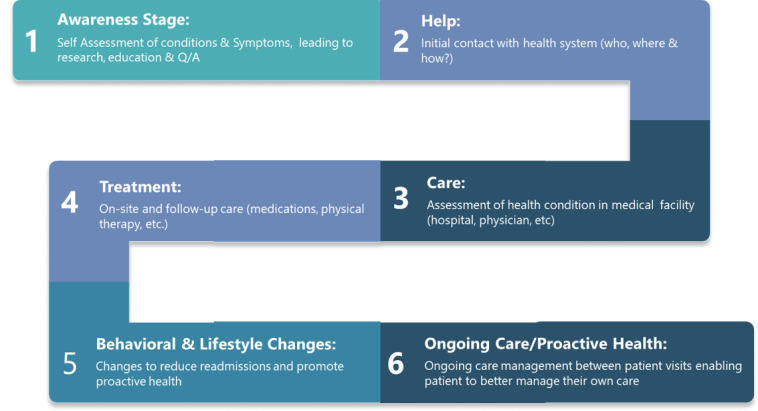 1
Awareness Stage:
Self Assessment of conditions & Symptoms, leading to
research, education & Q/A
2
Help:
Initial contact with health system (who, where &
how?)
3
Care:
Assessment of health condition in medical facility
(hospital, physician, etc)
4
Treatment:
On-site and follow-up care (medications, physical
therapy, etc.)
5
Behavioral & Lifestyle Changes:
Changes to reduce readmissions and promote
proactive health
6
Ongoing Care/Proactive Health:
Ongoing care management between patient visits enabling
patient to better manage their own care